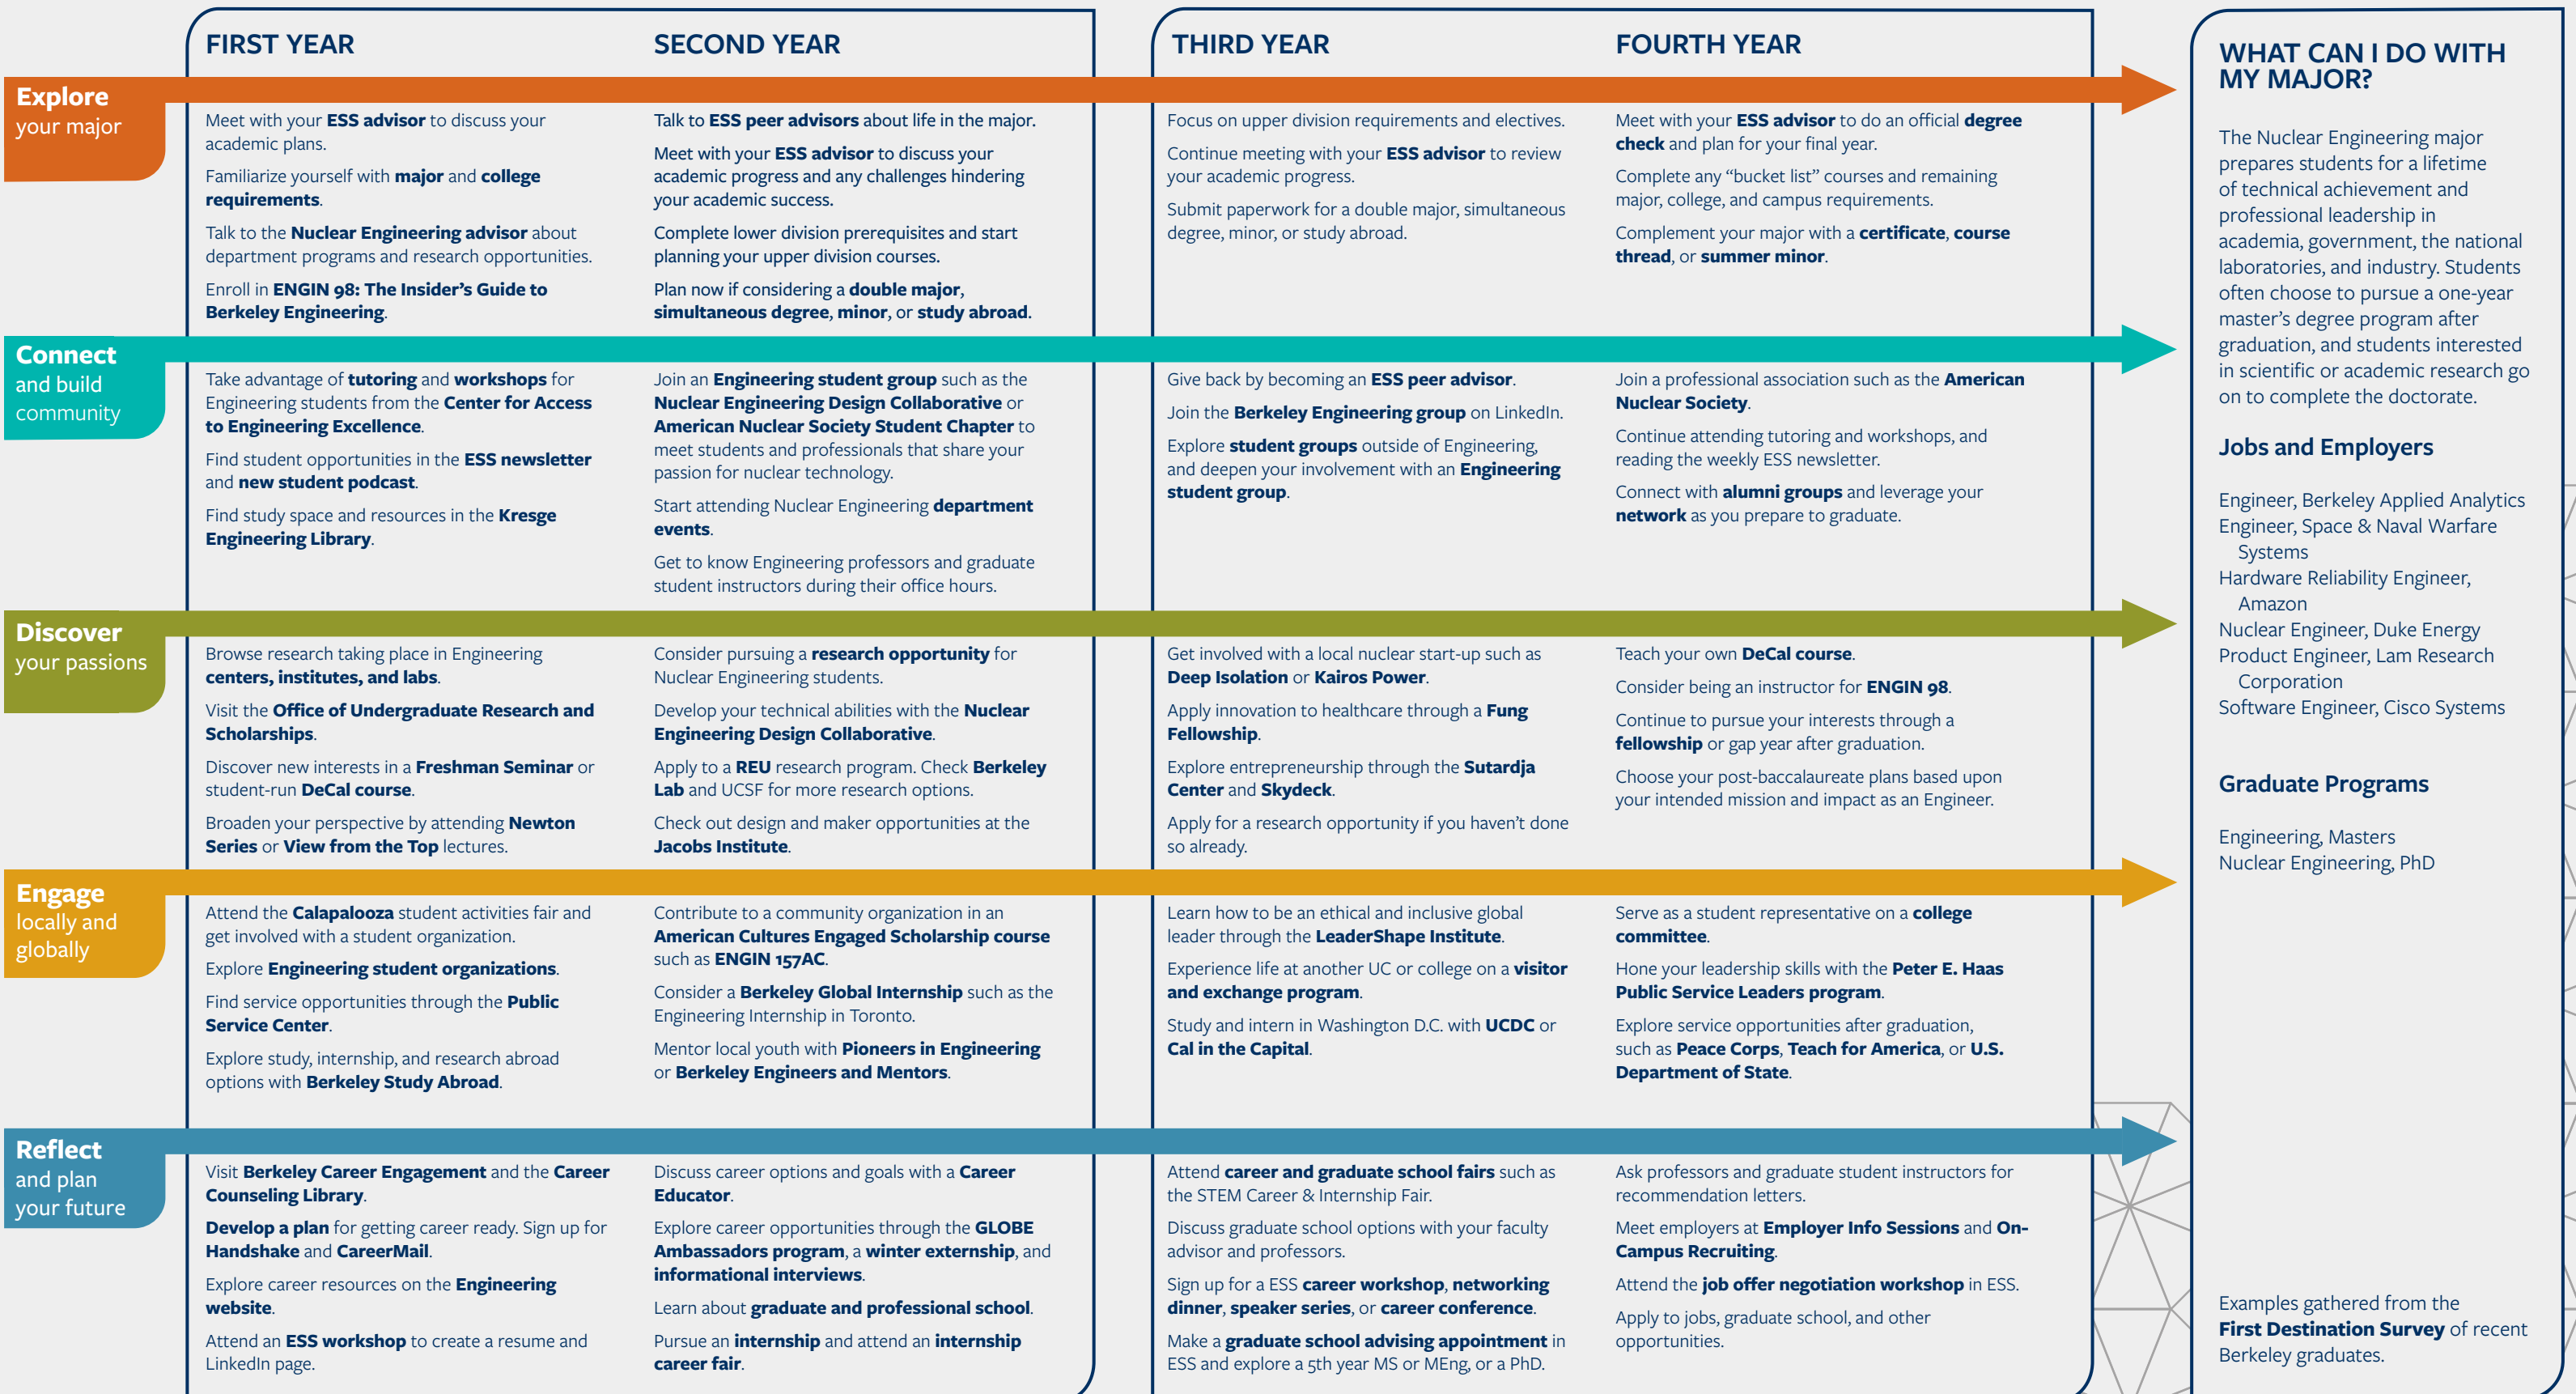 FIRST YEAR
SECOND YEAR
THIRD YEAR
FOURTH YEAR
Explore
your major
Meet with your ESS advisor to discuss your
academic plans.
Familiarize yourself with major and college
requirements.
Talk to the Nuclear Engineering advisor about
department programs and research opportunities.
Enroll in ENGIN 98: The Insider's Guide to
Berkeley Engineering.
Talk to ESS peer advisors about life in the major.
Meet with your ESS advisor to discuss your
academic progress and any challenges hindering
your academic success.
Complete lower division prerequisites and start
planning your upper division courses.
Plan now if considering a double major,
simultaneous degree, minor, or study abroad.
Focus on upper division requirements and electives.
Continue meeting with your ESS advisor to review
your academic progress.
Submit paperwork for a double major, simultaneous
degree, minor, or study abroad.
Meet with your ESS advisor to do an official degree
check and plan for your final year.
Complete any “bucket list” courses and remaining
major, college, and campus requirements.
Complement your major with a certificate, course
thread, or summer minor.
Connect
and build
community
Take advantage of tutoring and workshops for
Engineering students from the Center for Access
to Engineering Excellence.
Find student opportunities in the ESS newsletter
and new student podcast.
Find study space and resources in the Kresge
Engineering Library.
Join an Engineering student group such as the
Nuclear Engineering Design Collaborative or
American Nuclear Society Student Chapter to
meet students and professionals that share your
passion for nuclear technology.
Start attending Nuclear Engineering department
events.
Get to know Engineering professors and graduate
student instructors during their office hours.
Give back by becoming an ESS peer advisor.
Join the Berkeley Engineering group on LinkedIn.
Explore student groups outside of Engineering,
and deepen your involvement with an Engineering
student group.
Join a professional association such as the American
Nuclear Society.
Continue attending tutoring and workshops, and
reading the weekly ESS newsletter.
Connect with alumni groups and leverage your
network as you prepare to graduate.
Discover
your passions
Browse research taking place in Engineering
centers, institutes, and labs.
Visit the Office of Undergraduate Research and
Scholarships.
Discover new interests in a Freshman Seminar or
student-run DeCal course.
Broaden your perspective by attending Newton
Series or View from the Top lectures.
Consider pursuing a research opportunity for
Nuclear Engineering students.
Develop your technical abilities with the Nuclear
Engineering Design Collaborative.
Apply to a REU research program. Check Berkeley
Lab and UCSF for more research options.
Check out design and maker opportunities at the
Jacobs Institute.
Get involved with a local nuclear start-up such as
Deep Isolation or Kairos Power.
Apply innovation to healthcare through a Fung
Fellowship.
Explore entrepreneurship through the Sutardja
Center and Skydeck.
Apply for a research opportunity if you haven't done
so already.
Teach your own DeCal course.
Consider being an instructor for ENGIN 98.
Continue to pursue your interests through a
fellowship or gap year after graduation.
Choose your post-baccalaureate plans based upon
your intended mission and impact as an Engineer.
Engage
locally and
globally
Attend the Calapalooza student activities fair and
get involved with a student organization.
Explore Engineering student organizations.
Find service opportunities through the Public
Service Center.
Explore study, internship, and research abroad
options with Berkeley Study Abroad.
Contribute to a community organization in an
American Cultures Engaged Scholarship course
such as ENGIN 157AC.
Consider a Berkeley Global Internship such as the
Engineering Internship in Toronto.
Mentor local youth with Pioneers in Engineering
or Berkeley Engineers and Mentors.
Learn how to be an ethical and inclusive global
leader through the LeaderShape Institute.
Experience life at another UC or college on a visitor
and exchange program.
Study and intern in Washington D.C. with UCDC or
Cal in the Capital.
Serve as a student representative on a college
committee.
Hone your leadership skills with the Peter E. Haas
Public Service Leaders program.
Explore service opportunities after graduation,
such as Peace Corps, Teach for America, or U.S.
Department of State.
Reflect
and plan
your future
Visit Berkeley Career Engagement and the Career
Counseling Library.
Develop a plan for getting career ready. Sign up for
Handshake and CareerMail.
Explore career resources on the Engineering
website.
Attend an ESS workshop to create a resume and
LinkedIn page.
Discuss career options and goals with a Career
Educator.
Explore career opportunities through the GLOBE
Ambassadors program, a winter externship, and
informational interviews.
Learn about graduate and professional school.
Pursue an internship and attend an internship
career fair.
Attend career and graduate school fairs such as
the STEM Career & Internship Fair.
Discuss graduate school options with your faculty
advisor and professors.
Sign up for a ESS career workshop, networking
dinner, speaker series, or career conference.
Make a graduate school advising appointment in
ESS and explore a 5th year MS or MEng, or a PhD.
Ask professors and graduate student instructors for
recommendation letters.
Meet employers at Employer Info Sessions and On-
Campus Recruiting.
Attend the job offer negotiation workshop in ESS.
Apply to jobs, graduate school, and other
opportunities.
WHAT CAN I DO WITH
MY MAJOR?
The Nuclear Engineering major
prepares students for a lifetime
of technical achievement and
professional leadership in
academia, government, the national
laboratories, and industry. Students
often choose to pursue a one-year
master's degree program after
graduation, and students interested
in scientific or academic research go
on to complete the doctorate.
Jobs and Employers
Engineer, Berkeley Applied Analytics
Engineer, Space & Naval Warfare
Systems
Hardware Reliability Engineer,
Amazon
Nuclear Engineer, Duke Energy
Product Engineer, Lam Research
Corporation
Software Engineer, Cisco Systems
Graduate Programs
Engineering, Masters
Nuclear Engineering, PhD
Examples gathered from the
First Destination Survey of recent
Berkeley graduates.